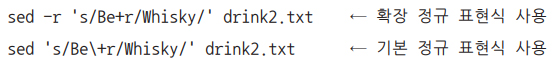 sed -r 's/Be+r/Whisky/' drink2.txt ← 확장 정규 표현식 사용
sed 's/Be\+r/Whisky/' drink2.txt ← 기본 정규 표현식 사용